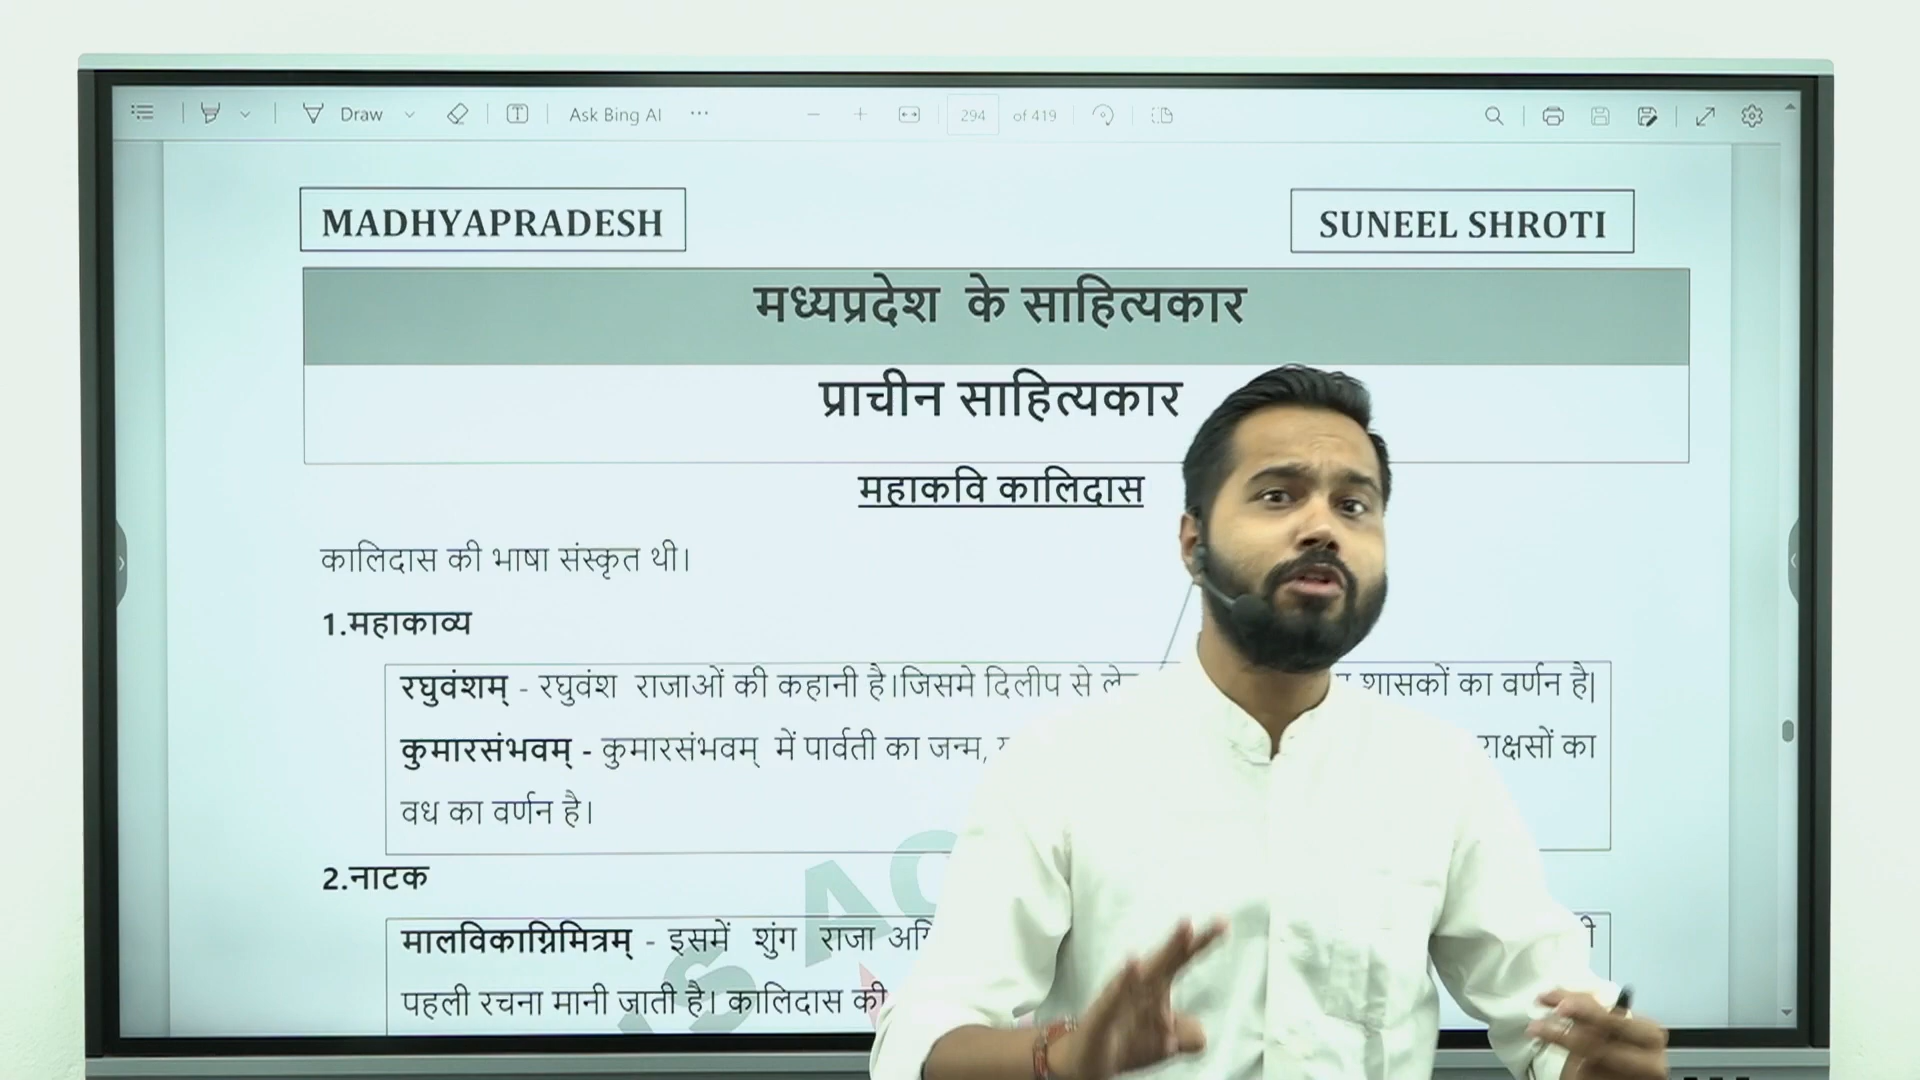 Draw Ask Bing AI 294 of 419
MADHYAPRADESH SUNEEL SHROTI
मध्यप्रदेश के साहित्यकार
प्राचीन साहित्यकार
महाकवि कालिदास
कालिदास की भाषा संस्कृत थी।
1.महाकाव्य
रघुवंशम् - रघुवंश राजाओं की कहानी है।जिसमे दिलीप से शासकों का वर्णन है|
कुमारसंभवम् - कुमारसंभवम् में पार्वती का जन्म, राक्षसों का
वध का वर्णन है।
2.नाटक
मालविकाग्निमित्रम् - इसमें शुंग राजा
पहली रचना मानी जाती है। कालिदास की